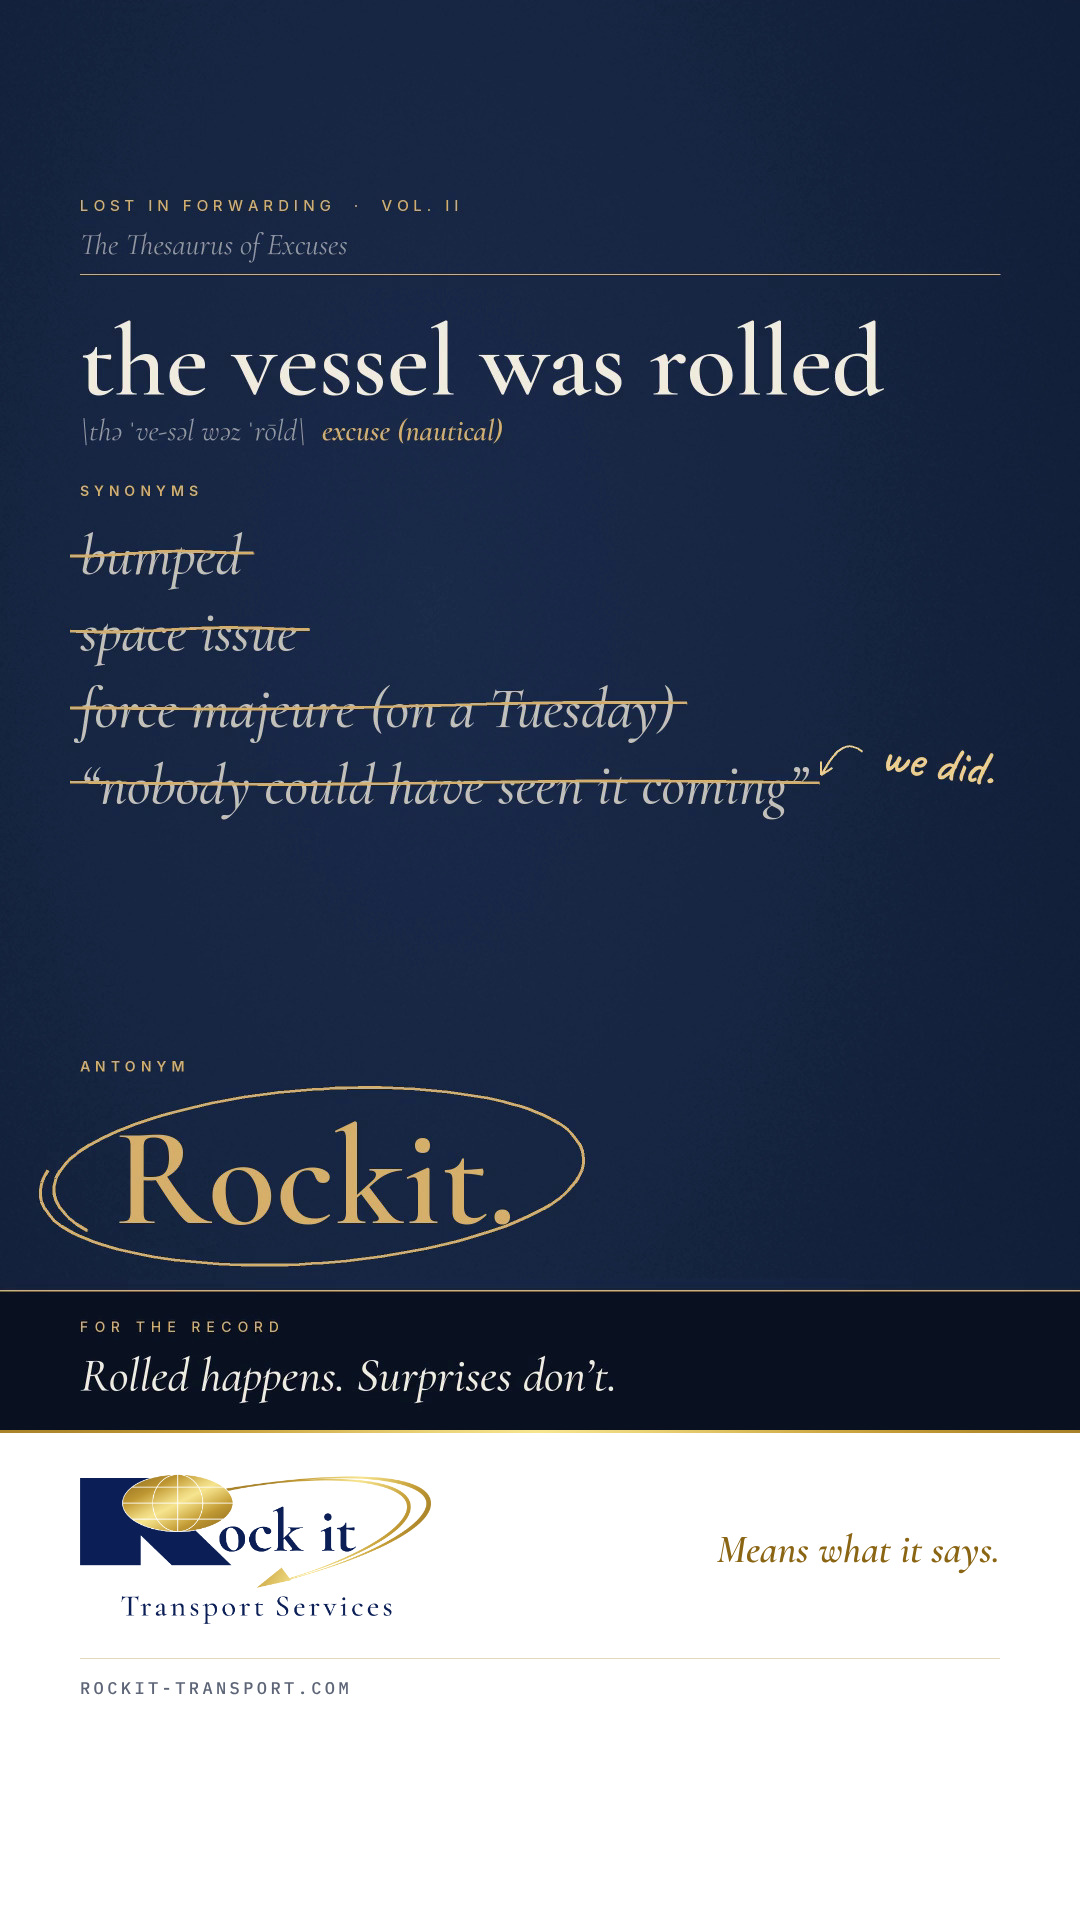 LOST IN FORWARDING · VOL. II
The Thesaurus of Excuses
the vessel was rolled
\thə ˈve-səl wəz ˈrōld\ excuse (nautical)
SYNONYMS
bumped
space issue
force majeure (on a Tuesday)
“nobody could have seen it coming”
we did.
ANTONYM
Rockit.
FOR THE RECORD
Rolled happens. Surprises don’t.
Rock it
Transport Services
Means what it says.
ROCKIT-TRANSPORT.COM